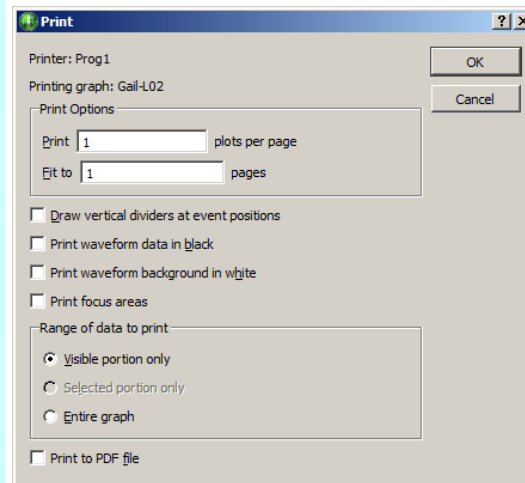 Print
Printer: Prog1
OK
Printing graph: Gail-L02
Cancel
Print Options
Print 1 plots per page
Fit to 1 pages
Draw vertical dividers at event positions
Print waveform data in black
Print waveform background in white
Print focus areas
Range of data to print
Visible portion only
Selected portion only
Entire graph
Print to PDF file